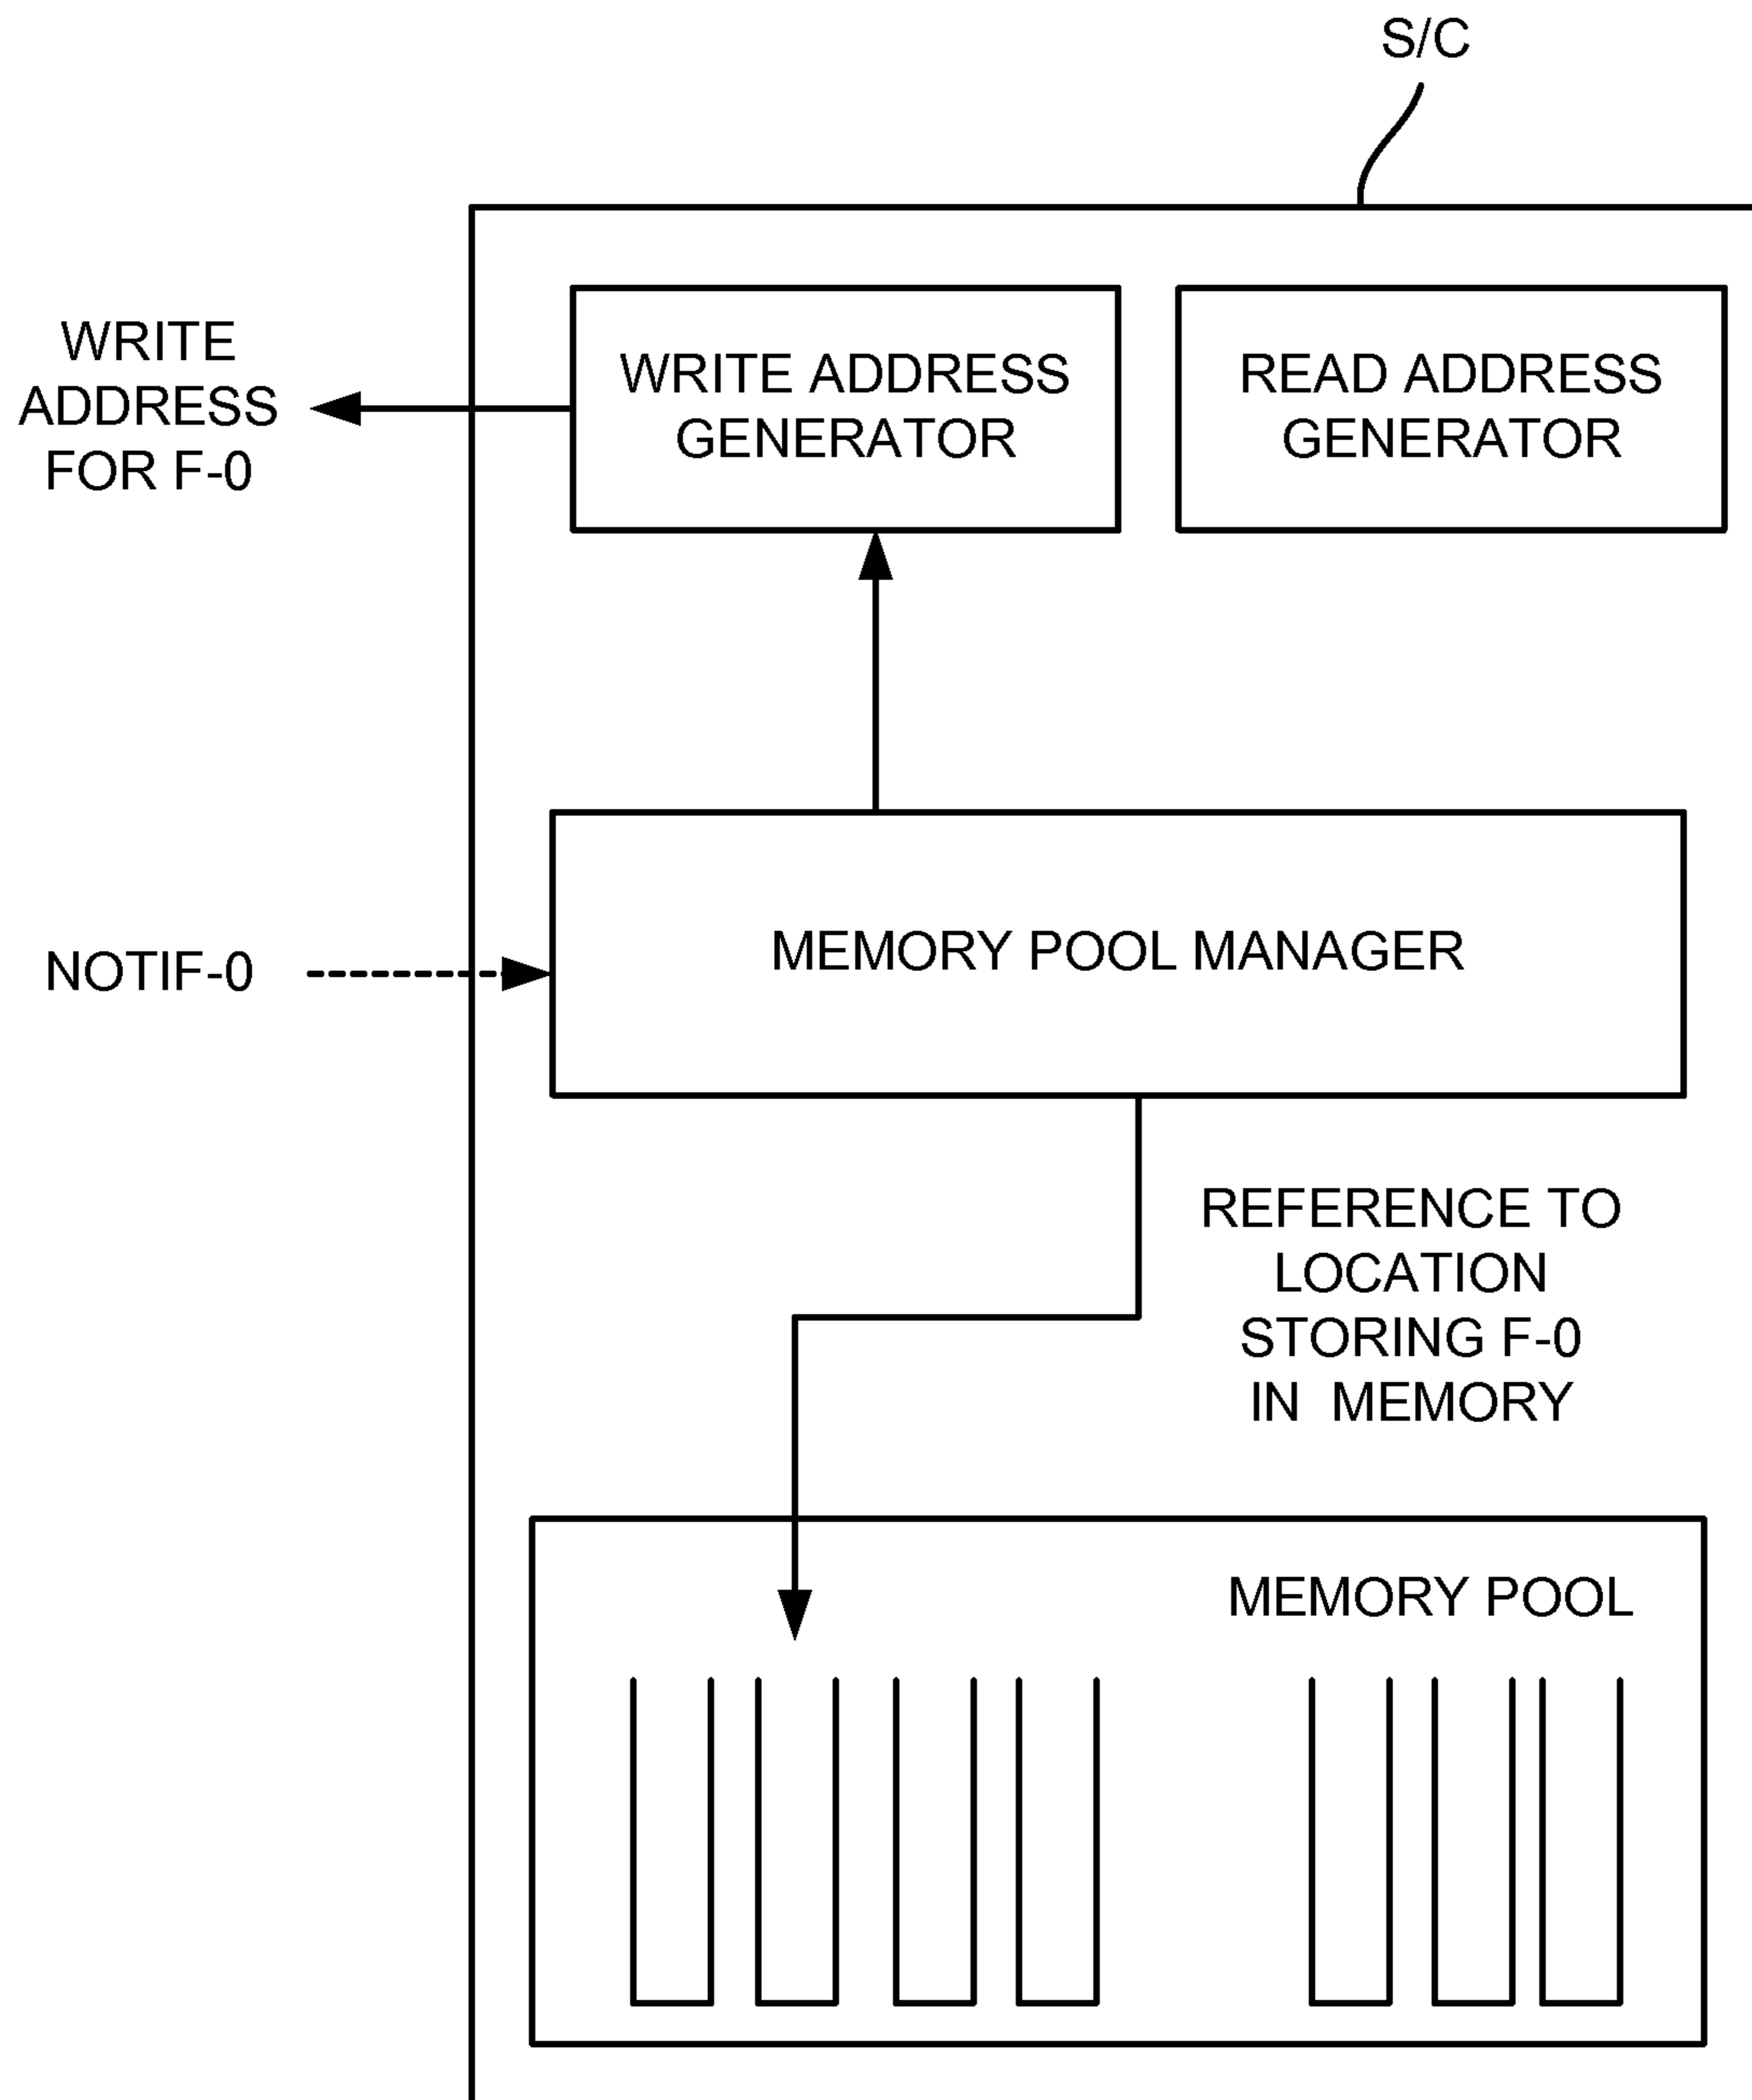 S/C
WRITE
ADDRESS
FOR F-0
WRITE ADDRESS
GENERATOR
READ ADDRESS
GENERATOR
NOTIF-0
MEMORY POOL MANAGER
REFERENCE TO
LOCATION
STORING F-0
IN MEMORY
MEMORY POOL